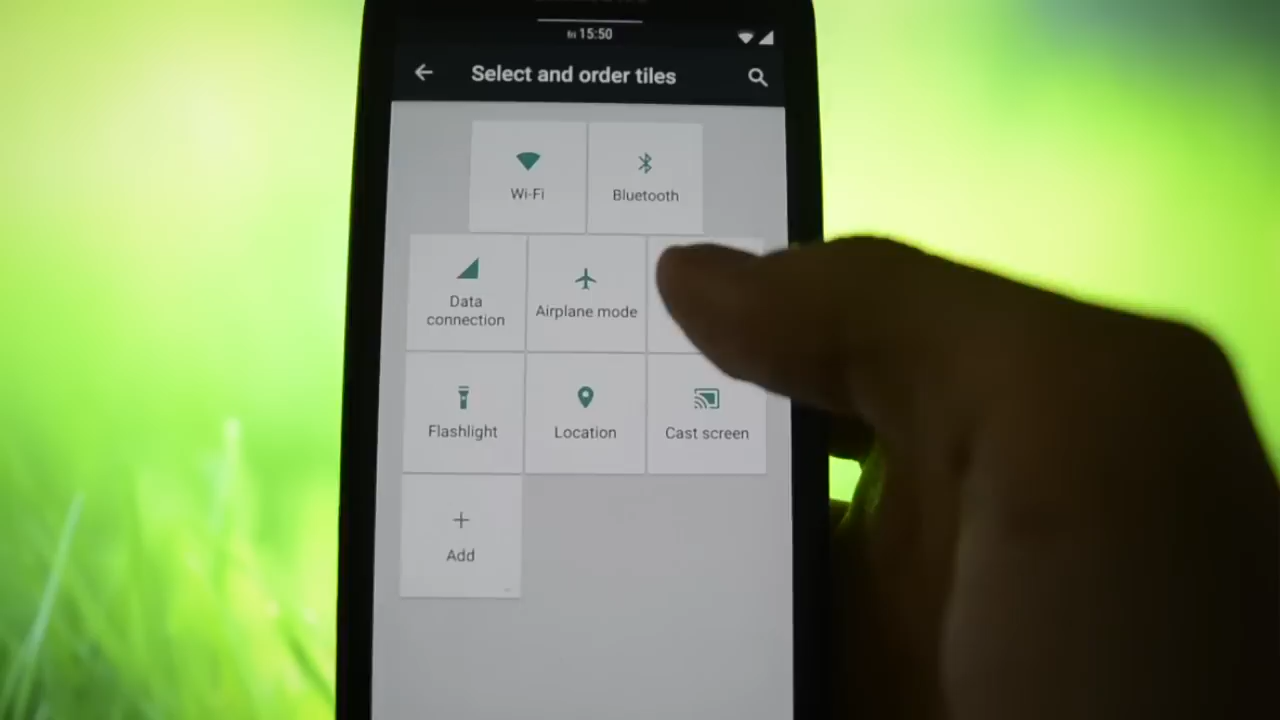 15:50
Select and order tiles
Wi-Fi
Bluetooth
Data
connection
Airplane mode
Flashlight
Location
Cast screen
Add